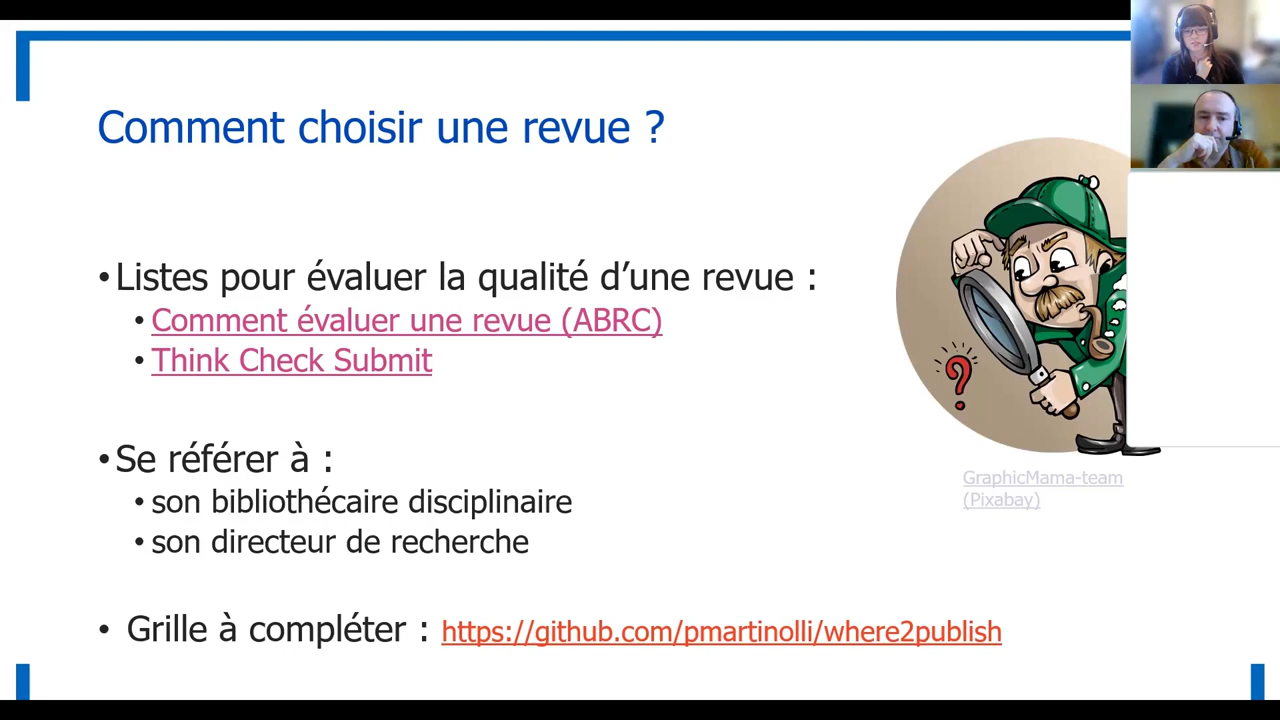 Comment choisir une revue ?
•Listes pour évaluer la qualité d’une revue :
•Comment évaluer une revue (ABRC)
•Think Check Submit
•Se référer à :
•son bibliothécaire disciplinaire
•son directeur de recherche
• Grille à compléter : https://github.com/pmartinolli/where2publish
?
GraphicMama-team
(Pixabay)